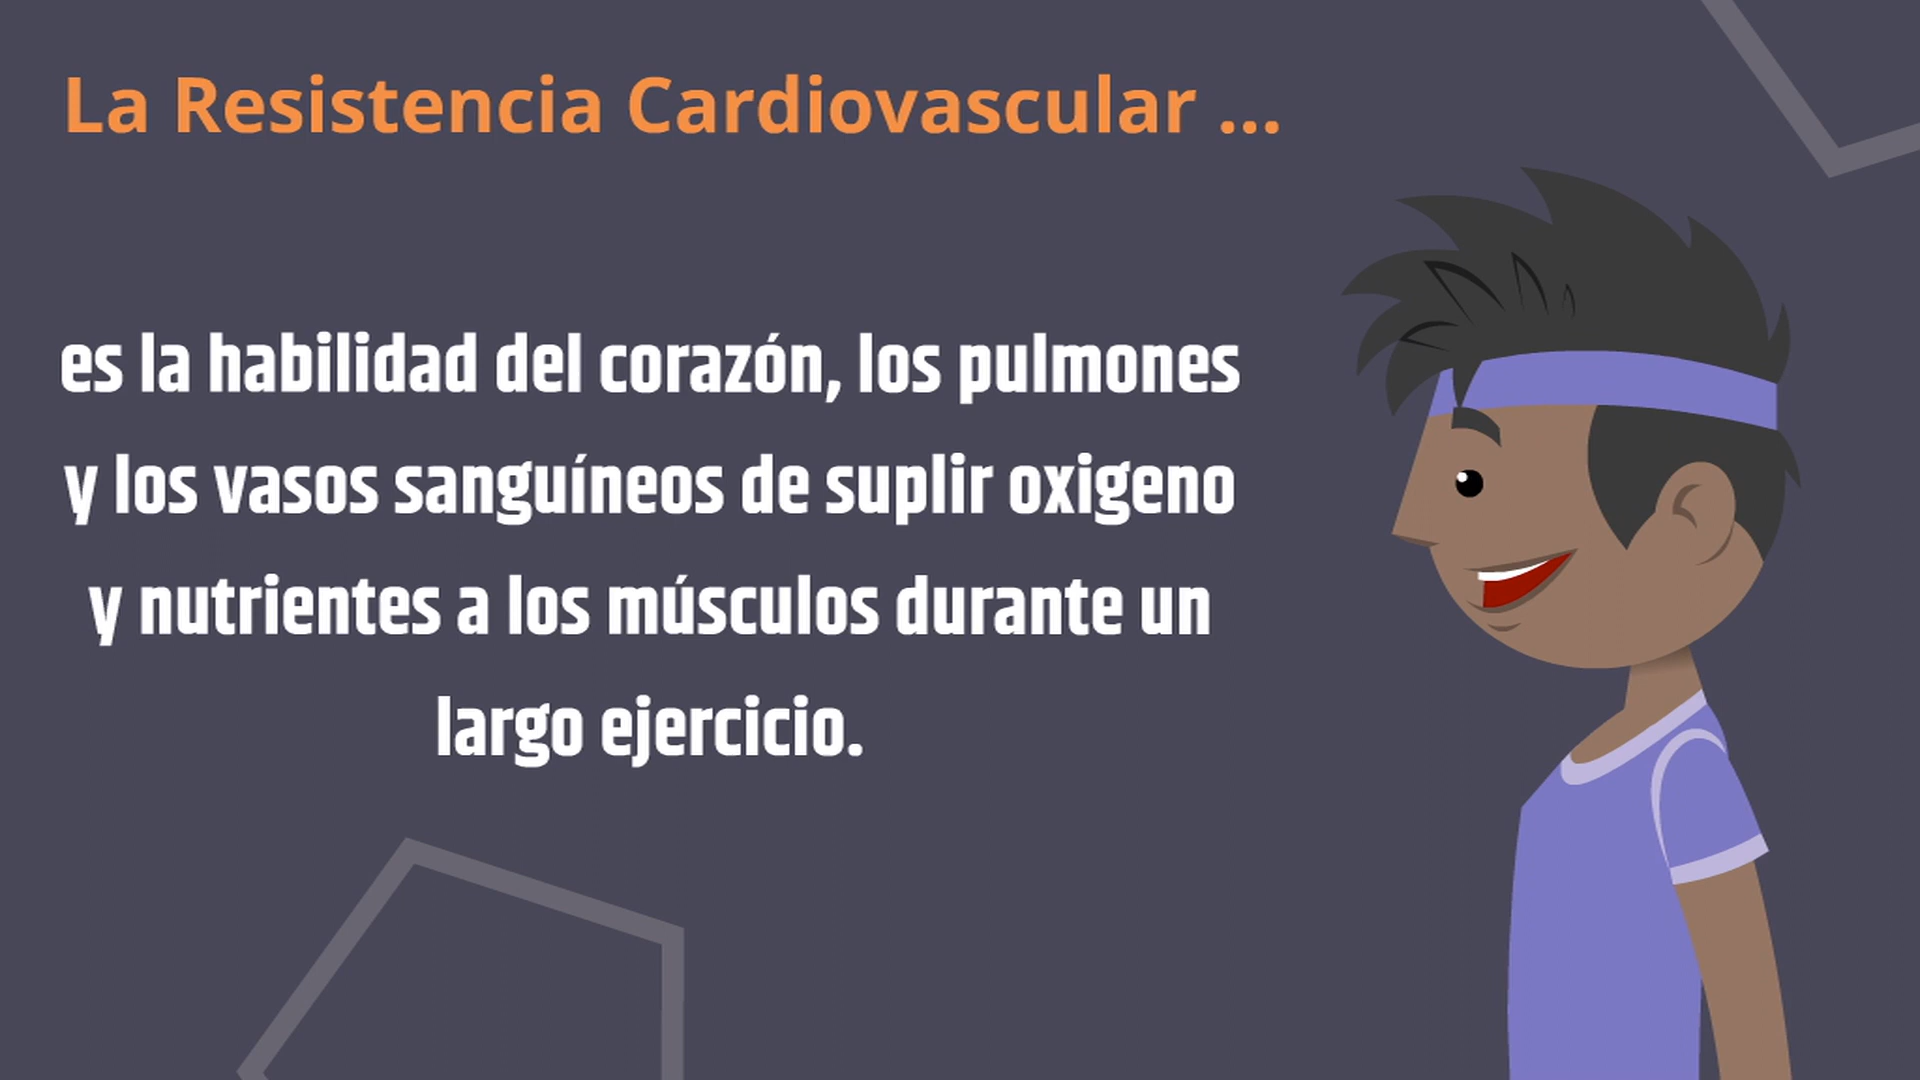 La Resistencia Cardiovascular ...
es la habilidad del corazón, los pulmones
y los vasos sanguíneos de suplir oxigeno
y nutrientes a los músculos durante un
largo ejercicio.